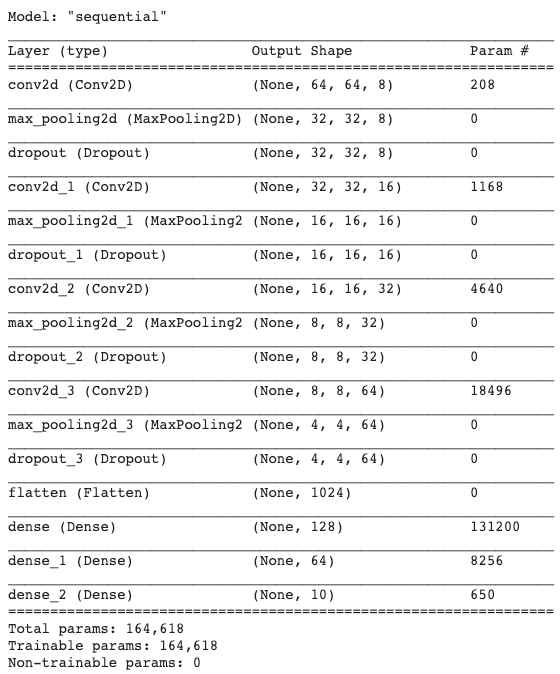 Model: "sequential"
Layer (type) Output Shape Param #
conv2d (Conv2D) (None, 64, 64, 8) 208
max_pooling2d (MaxPooling2D) (None, 32, 32, 8) 0
dropout (Dropout) (None, 32, 32, 8) 0
conv2d_1 (Conv2D) (None, 32, 32, 16) 1168
max_pooling2d_1 (MaxPooling2 (None, 16, 16, 16) 0
dropout_1 (Dropout) (None, 16, 16, 16) 0
conv2d_2 (Conv2D) (None, 16, 16, 32) 4640
max_pooling2d_2 (MaxPooling2 (None, 8, 8, 32) 0
dropout_2 (Dropout) (None, 8, 8, 32) 0
conv2d_3 (Conv2D) (None, 8, 8, 64) 18496
max_pooling2d_3 (MaxPooling2 (None, 4, 4, 64) 0
dropout_3 (Dropout) (None, 4, 4, 64) 0
flatten (Flatten) (None, 1024) 0
dense (Dense) (None, 128) 131200
dense_1 (Dense) (None, 64) 8256
dense_2 (Dense) (None, 10) 650
Total params: 164,618
Trainable params: 164,618
Non-trainable params: 0